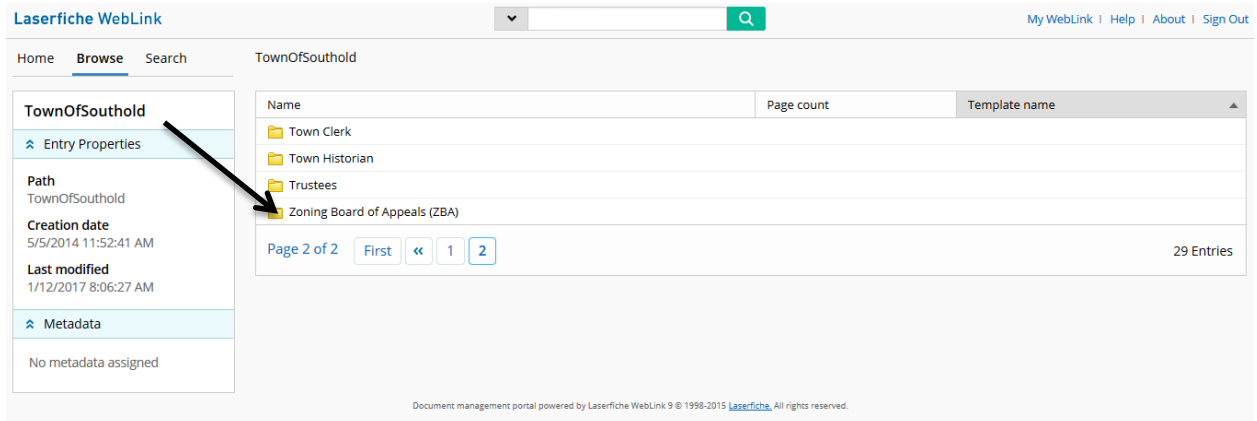 Laserfiche WebLink
My WebLink | Help | About | Sign Out
Home Browse Search
TownOfSouthold
TownOfSouthold
Entry Properties
Path
TownOfSouthold
Creation date
5/5/2014 11:52:41 AM
Last modified
1/12/2017 8:06:27 AM
Metadata
No metadata assigned
Name Page count Template name
Town Clerk
Town Historian
Trustees
Zoning Board of Appeals (ZBA)
Page 2 of 2 First « 1 2 29 Entries
Document management portal powered by Laserfiche WebLink 9 © 1998-2015 Laserfiche. All rights reserved.